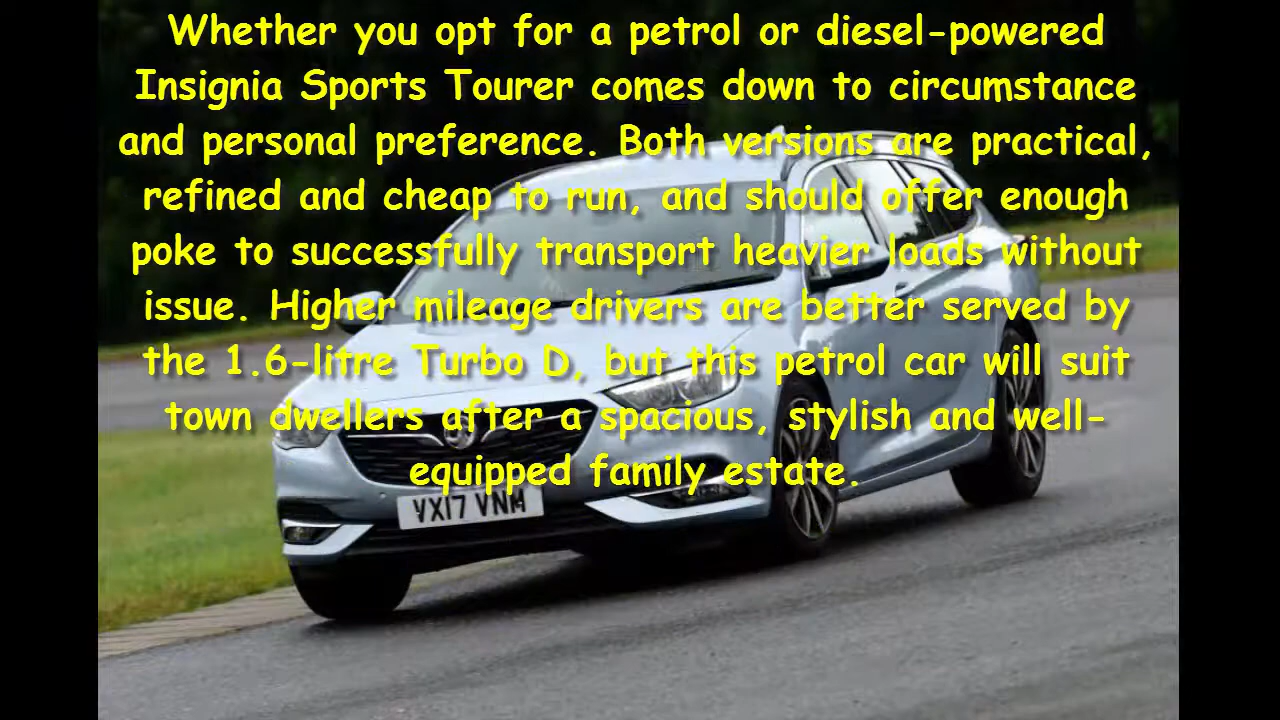 Whether you opt for a petrol or diesel-powered
Insignia Sports Tourer comes down to circumstance
and personal preference. Both versions are practical,
refined and cheap to run, and should offer enough
poke to successfully transport heavier loads without
issue. Higher mileage drivers are better served by
the 1.6-litre Turbo D, but this petrol car will suit
town dwellers after a spacious, stylish and well-
equipped family estate.
VX17 VNM